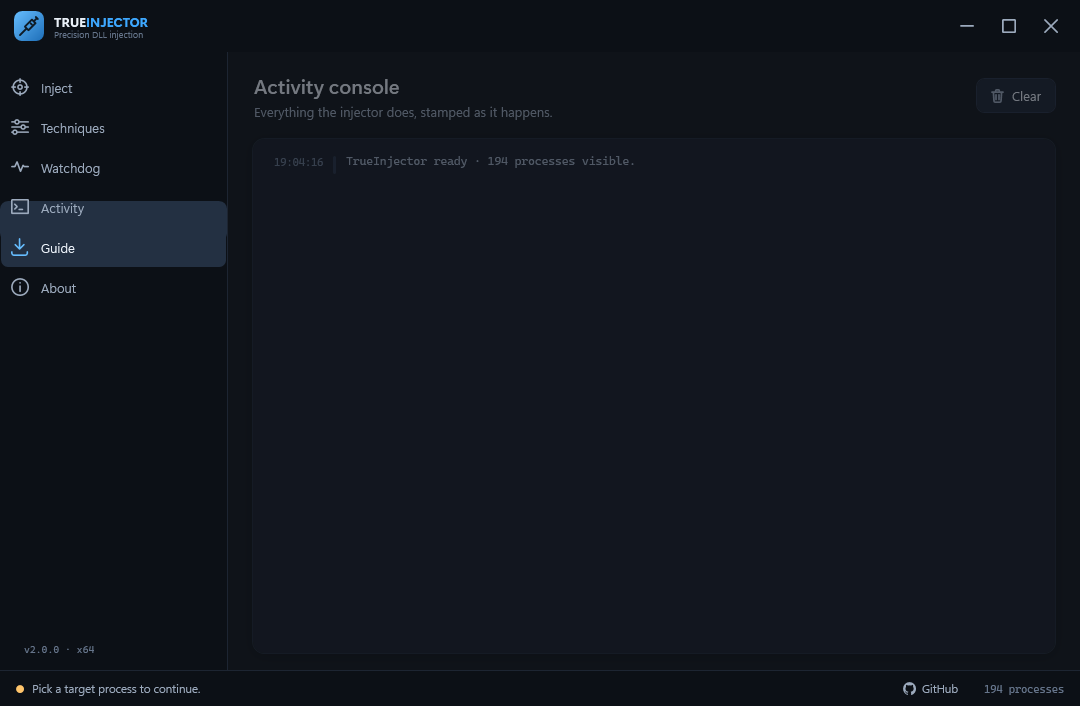 TRUEINJECTOR
Precision DLL injection
Inject
Techniques
Watchdog
Activity
Guide
About
v2.0.0 · x64
Activity console
Everything the injector does, stamped as it happens.
Clear
19:04:16 TrueInjector ready · 194 processes visible.
Pick a target process to continue.
GitHub
194 processes